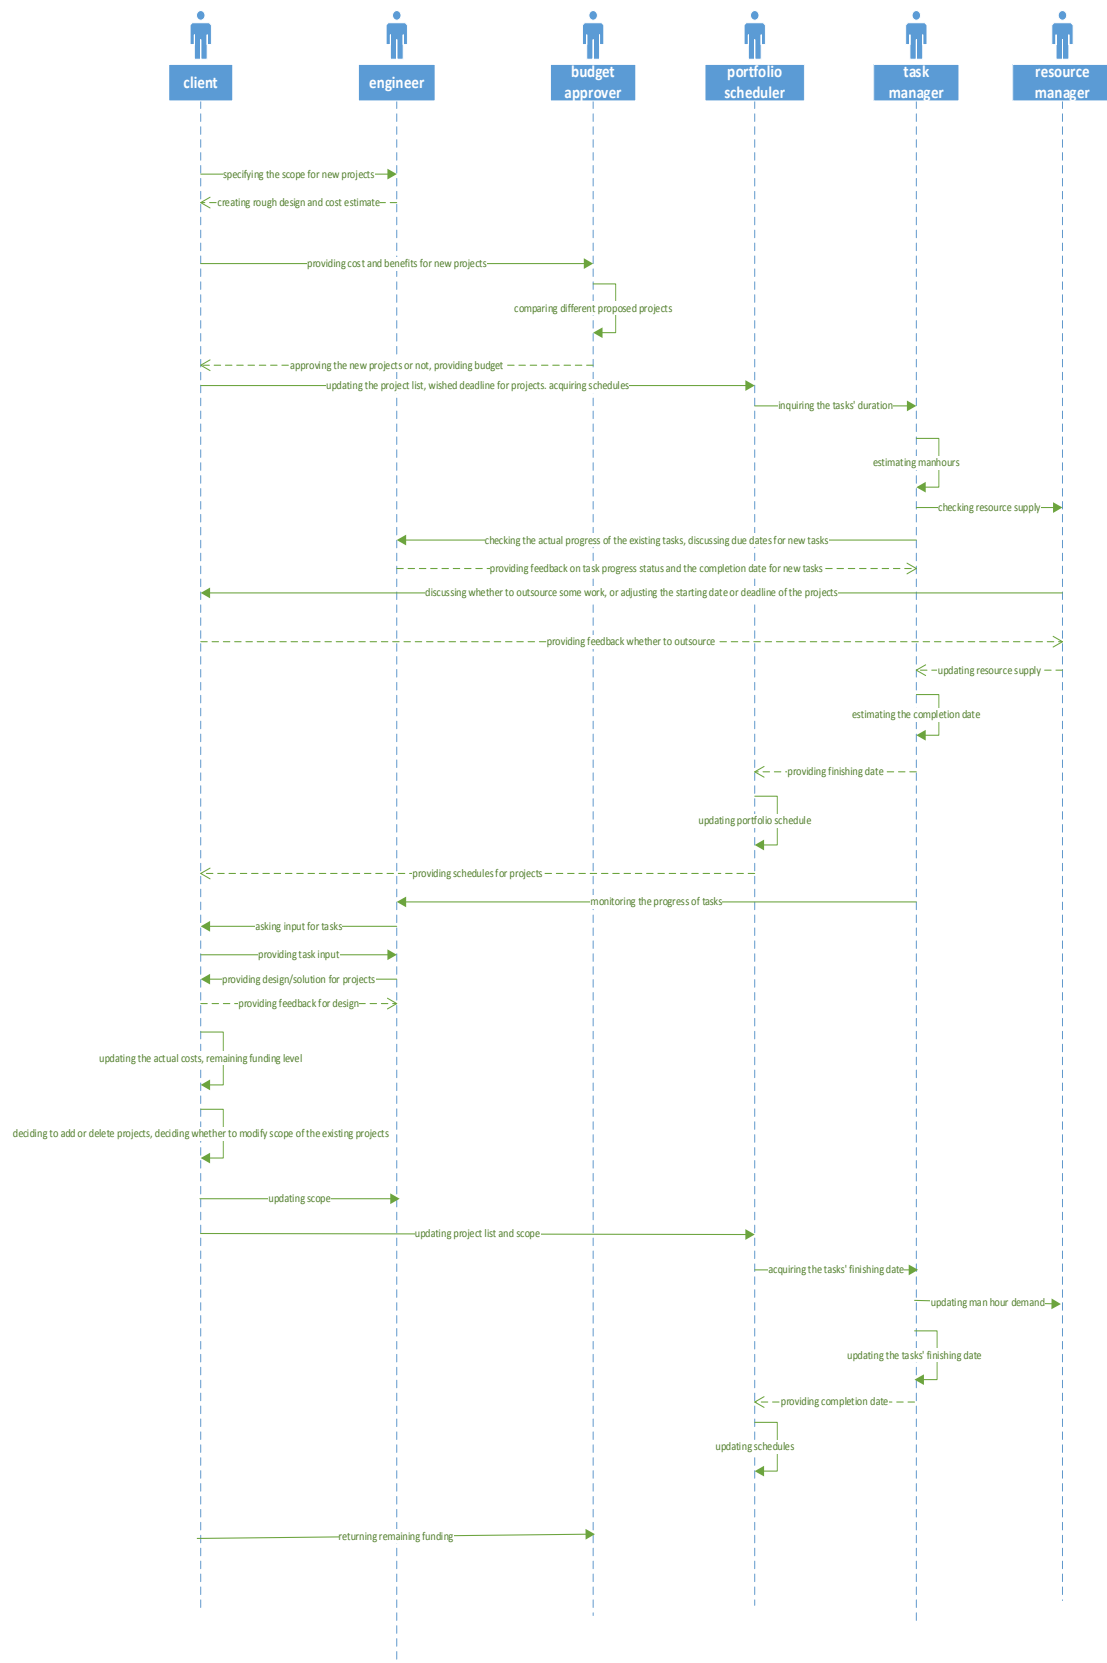 client
engineer
budget
approver
portfolio
scheduler
task
manager
resource
manager
specifying the scope for new projects
creating rough design and cost estimate
providing cost and benefits for new projects
comparing different proposed projects
approving the new projects or not, providing budget
updating the project list, wished deadline for projects. acquiring schedules
inquiring the tasks' duration
estimating manhours
checking resource supply
checking the actual progress of the existing tasks, discussing due dates for new tasks
providing feedback on task progress status and the completion date for new tasks
discussing whether to outsource some work, or adjusting the starting date or deadline of the projects
providing feedback whether to outsource
updating resource supply
estimating the completion date
providing finishing date
updating portfolio schedule
providing schedules for projects
monitoring the progress of tasks
asking input for tasks
providing task input
providing design/solution for projects
providing feedback for design
updating the actual costs, remaining funding level
deciding to add or delete projects, deciding whether to modify scope of the existing projects
updating scope
updating project list and scope
acquiring the tasks' finishing date
updating man hour demand
updating the tasks' finishing date
providing completion date
updating schedules
returning remaining funding